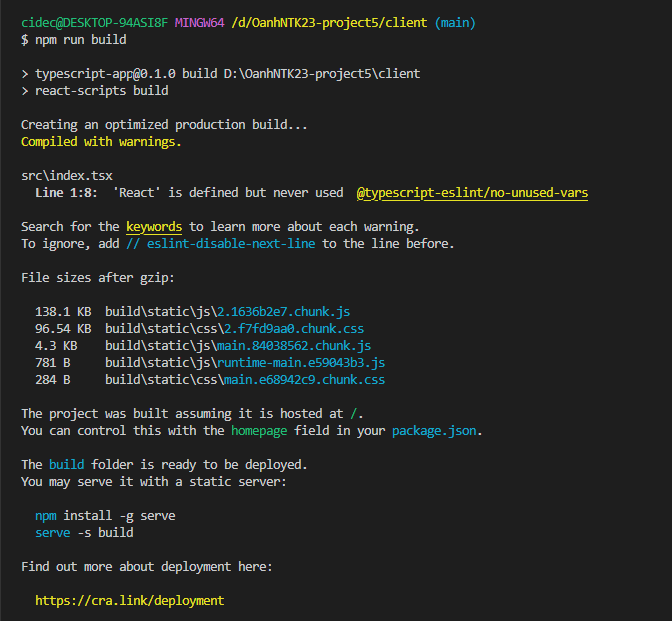 cidec@DESKTOP-94ASI8F MINGW64 /d/OanhNTK23-project5/client (main)
$ npm run build
> typescript-app@0.1.0 build D:\OanhNTK23-project5\client
> react-scripts build
Creating an optimized production build...
Compiled with warnings.
src\index.tsx
Line 1:8:  'React' is defined but never used  @typescript-eslint/no-unused-vars
Search for the keywords to learn more about each warning.
To ignore, add // eslint-disable-next-line to the line before.
File sizes after gzip:
138.1 KB  build\static\js\2.1636b2e7.chunk.js
96.54 KB  build\static\css\2.f7fd9aa0.chunk.css
4.3 KB    build\static\js\main.84038562.chunk.js
781 B     build\static\js\runtime-main.e59043b3.js
284 B     build\static\css\main.e68942c9.chunk.css
The project was built assuming it is hosted at /.
You can control this with the homepage field in your package.json.
The build folder is ready to be deployed.
You may serve it with a static server:
npm install -g serve
serve -s build
Find out more about deployment here:
https://cra.link/deployment